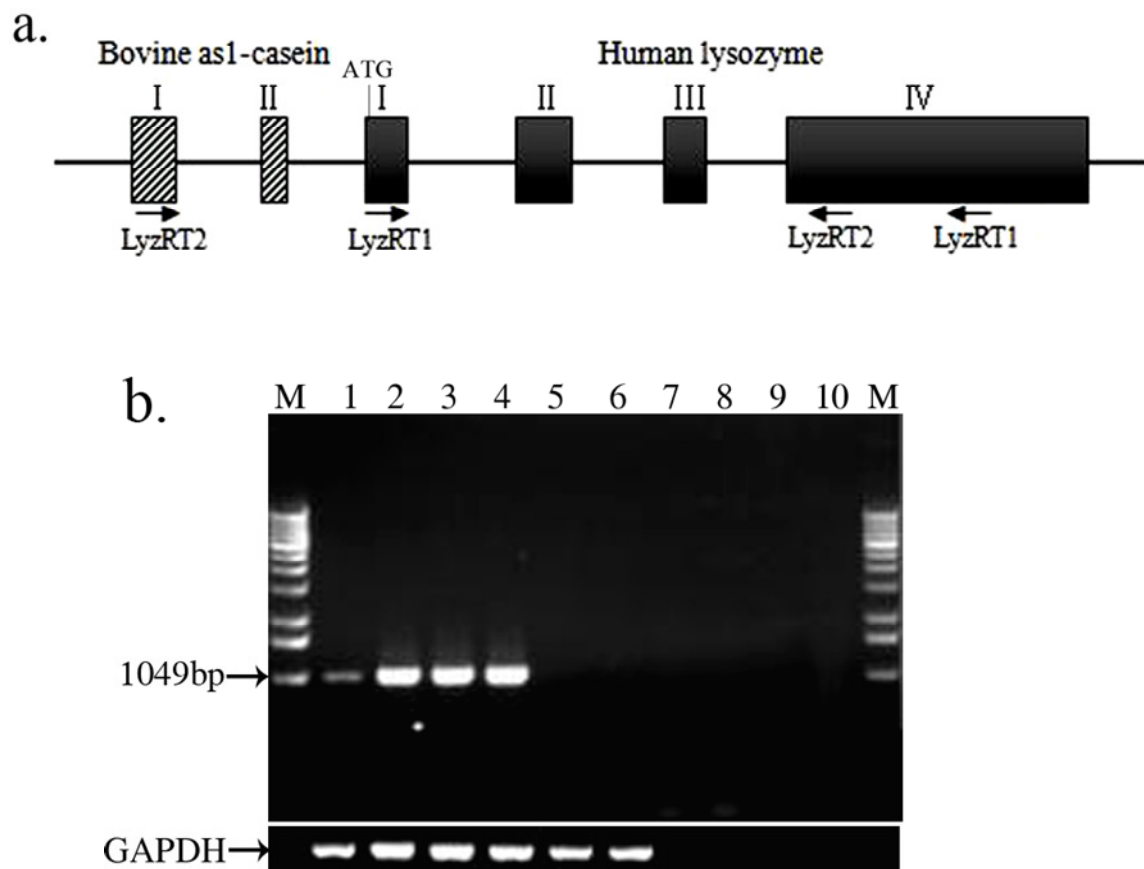 a.
Bovine as1-casein Human lysozyme
ATG
I II I II III IV
LyzRT2 LyzRT1 LyzRT2 LyzRT1
b.
M 1 2 3 4 5 6 7 8 9 10 M
1049bp
GAPDH